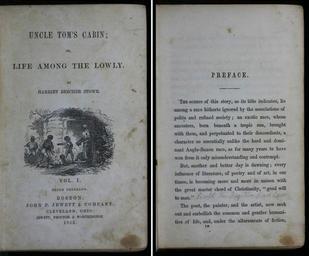 UNCLE TOM'S CABIN;
OR,
LIFE AMONG THE LOWLY.
BY
HARRIET BEECHER STOWE.
VOL. I.
BOSTON:
JOHN P. JEWETT & COMPANY.
CLEVELAND, OHIO:
JEWETT, PROCTOR & WORTHINGTON.
1852.
PREFACE.
THE scenes of this story, as its title indicates, lie
among a race hitherto ignored by the associations of
polite and refined society; an exotic race, whose
ancestors, born beneath a tropic sun, brought
with them, and perpetuated to their descendants, a
character so essentially unlike the hard and domi-
nant Anglo-Saxon race, as for many years to have
won from it only misunderstanding and contempt.
But, another and better day is dawning; every
influence of literature, of poetry and of art, in our
times, is becoming more and more in unison with
the great master chord of Christianity, "good will
to man."
The poet, the painter, and the artist, now seek
out and embellish the common and gentler humani-
ties of life, and, under the allurements of fiction,